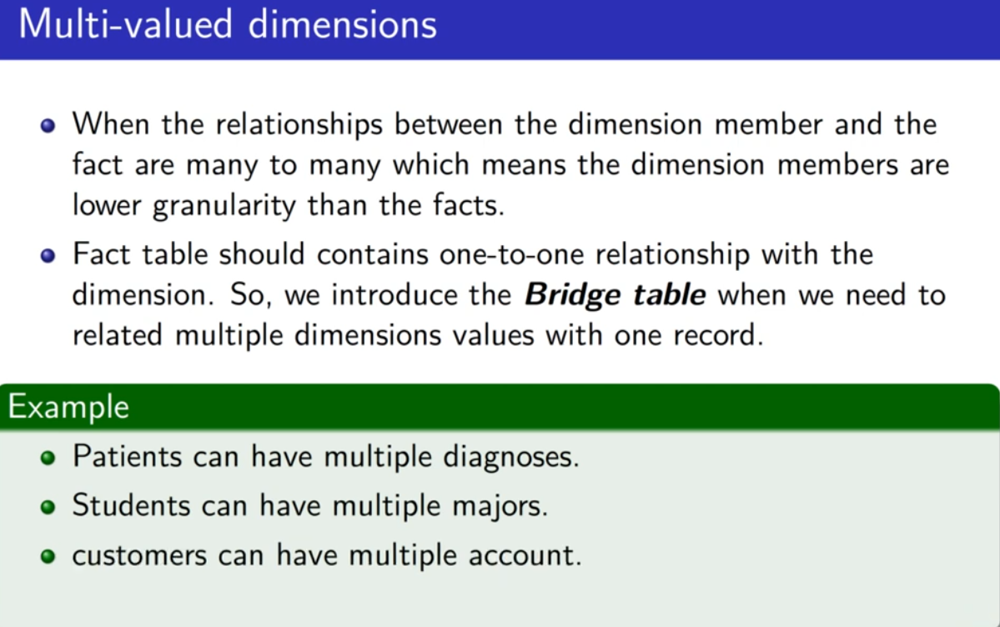 Multi-valued dimensions
When the relationships between the dimension member and the
fact are many to many which means the dimension members are
lower granularity than the facts.
Fact table should contains one-to-one relationship with the
dimension. So, we introduce the Bridge table when we need to
related multiple dimensions values with one record.
Example
Patients can have multiple diagnoses.
Students can have multiple majors.
customers can have multiple account.